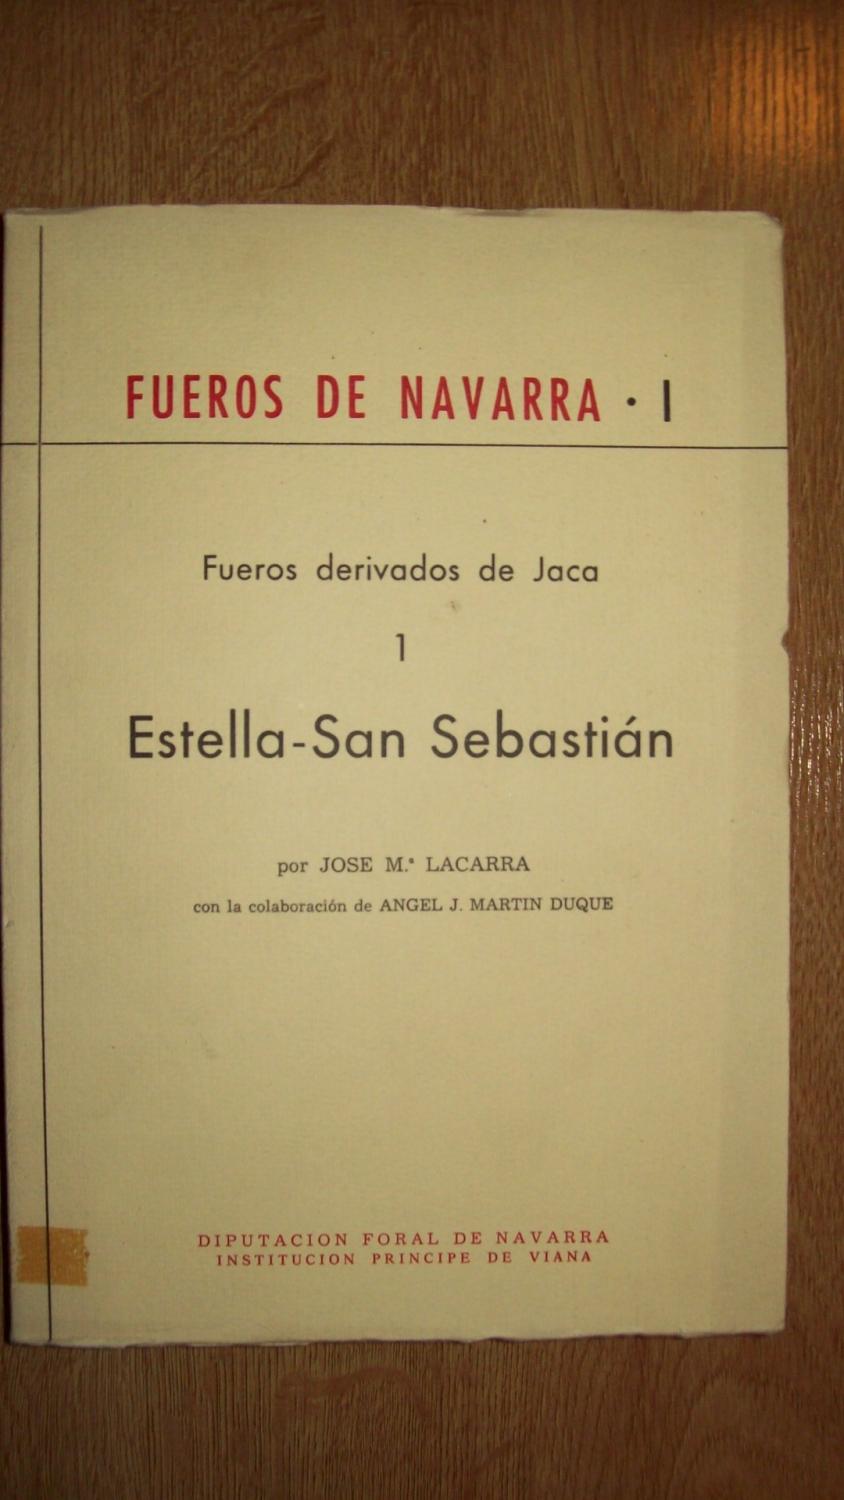 FUEROS DE NAVARRA · I
Fueros derivados de Jaca
1
Estella-San Sebastián
por JOSE M.ª LACARRA
con la colaboración de ANGEL J. MARTIN DUQUE
DIPUTACION FORAL DE NAVARRA
INSTITUCION PRINCIPE DE VIANA